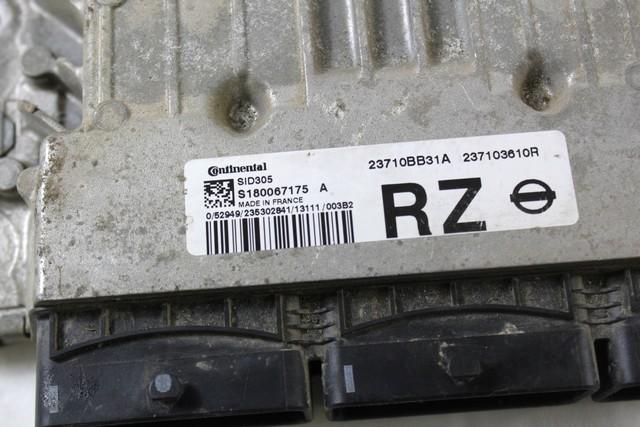 Continental
SID305
S180067175 A
MADE IN FRANCE
0/52949/235302841/13111/003B2
23710BB31A 237103610R
RZ